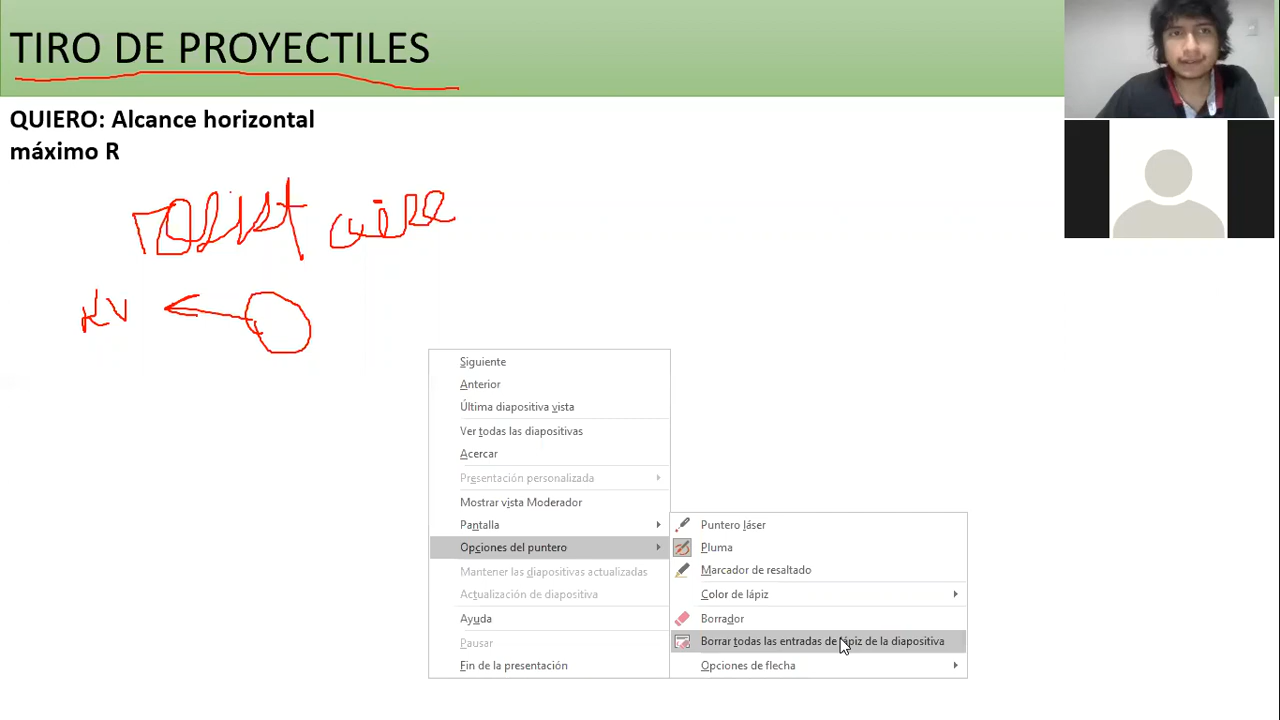 TIRO DE PROYECTILES
QUIERO: Alcance horizontal
máximo R
KV
Siguiente
Anterior
Última diapositiva vista
Ver todas las diapositivas
Acercar
Presentación personalizada
Mostrar vista Moderador
Pantalla
Opciones del puntero
Mantener las diapositivas actualizadas
Actualización de diapositiva
Ayuda
Pausar
Fin de la presentación
Puntero láser
Pluma
Marcador de resaltado
Color de lápiz
Borrador
Borrar todas las entradas de lápiz de la diapositiva
Opciones de flecha